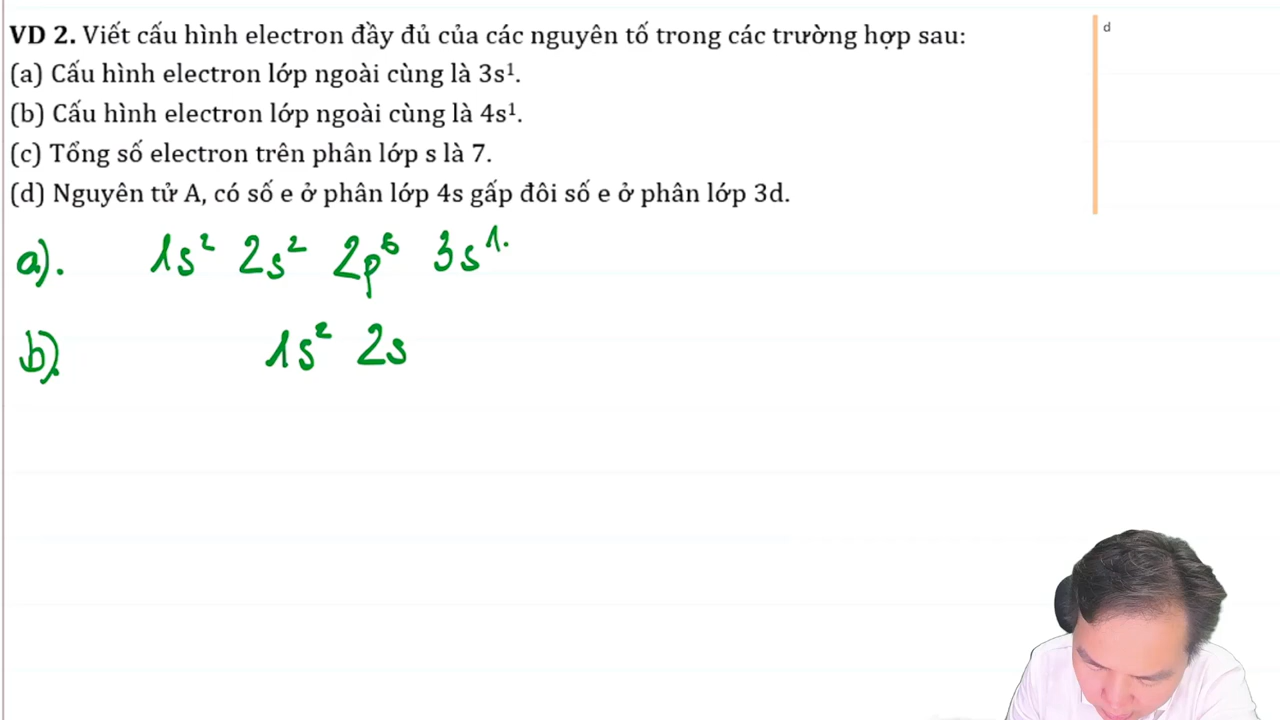 VD 2. Viết cấu hình electron đầy đủ của các nguyên tố trong các trường hợp sau:
d
(a) Cấu hình electron lớp ngoài cùng là 3s¹.
(b) Cấu hình electron lớp ngoài cùng là 4s¹.
(c) Tổng số electron trên phân lớp s là 7.
(d) Nguyên tử A, có số e ở phân lớp 4s gấp đôi số e ở phân lớp 3d.
a). 1s² 2s² 2p⁶ 3s¹.
b). 1s² 2s